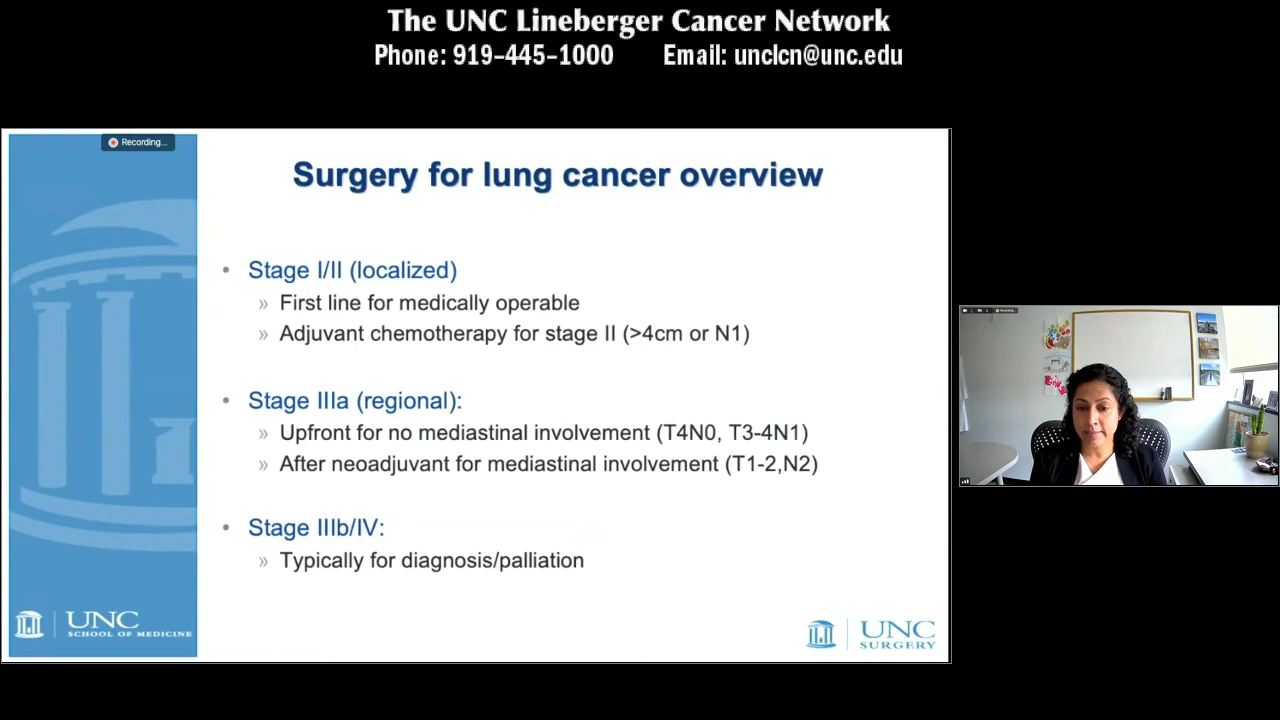 The UNC Lineberger Cancer Network
Phone: 919-445-1000 Email: unclcn@unc.edu
Recording...
Surgery for lung cancer overview
• Stage I/II (localized)
» First line for medically operable
» Adjuvant chemotherapy for stage II (>4cm or N1)
• Stage IIIa (regional):
» Upfront for no mediastinal involvement (T4N0, T3-4N1)
» After neoadjuvant for mediastinal involvement (T1-2,N2)
• Stage IIIb/IV:
» Typically for diagnosis/palliation
UNC
SCHOOL OF MEDICINE
UNC
SURGERY
Recording...